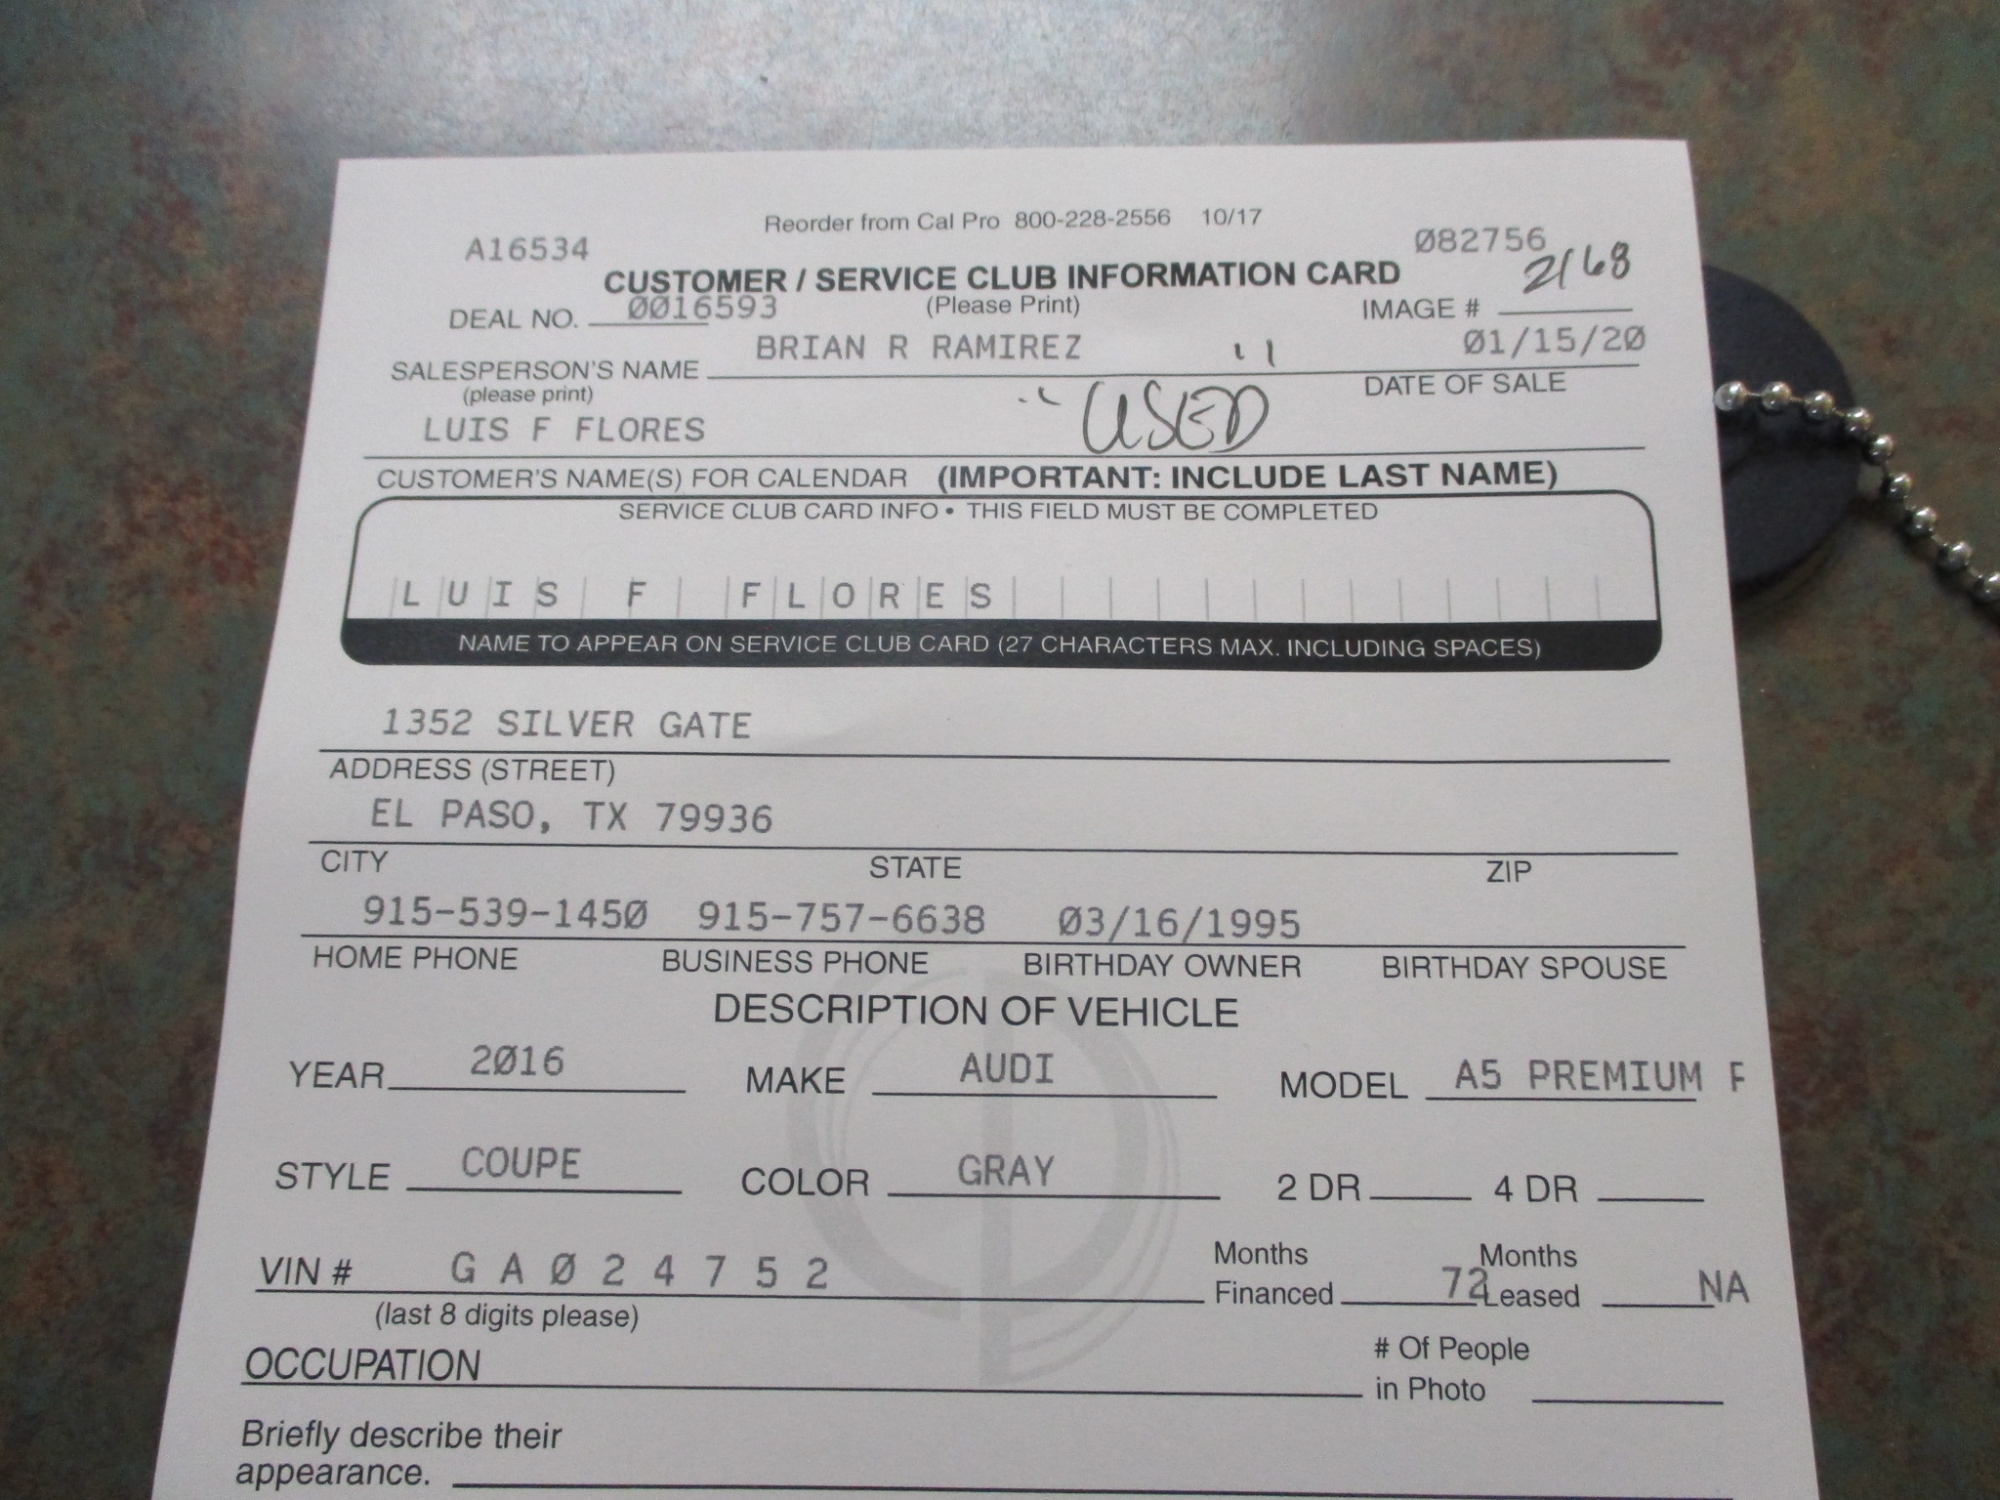 Reorder from Cal Pro 800-228-2556 10/17
A16534 Ø82756
CUSTOMER / SERVICE CLUB INFORMATION CARD 2168
DEAL NO. ØØ16593 (Please Print) IMAGE #
SALESPERSON'S NAME BRIAN R RAMIREZ Ø1/15/2Ø
(please print) "USED" DATE OF SALE
LUIS F FLORES
CUSTOMER'S NAME(S) FOR CALENDAR (IMPORTANT: INCLUDE LAST NAME)
SERVICE CLUB CARD INFO • THIS FIELD MUST BE COMPLETED
LUIS F FLORES
NAME TO APPEAR ON SERVICE CLUB CARD (27 CHARACTERS MAX. INCLUDING SPACES)
1352 SILVER GATE
ADDRESS (STREET)
EL PASO, TX 79936
CITY STATE ZIP
915-539-145Ø 915-757-6638 Ø3/16/1995
HOME PHONE BUSINESS PHONE BIRTHDAY OWNER BIRTHDAY SPOUSE
DESCRIPTION OF VEHICLE
YEAR 2Ø16 MAKE AUDI MODEL A5 PREMIUM
STYLE COUPE COLOR GRAY 2 DR 4 DR
VIN # G A Ø 2 4 7 5 2 Months Financed 72 Months Leased NA
(last 8 digits please)
OCCUPATION # Of People in Photo
Briefly describe their
appearance.